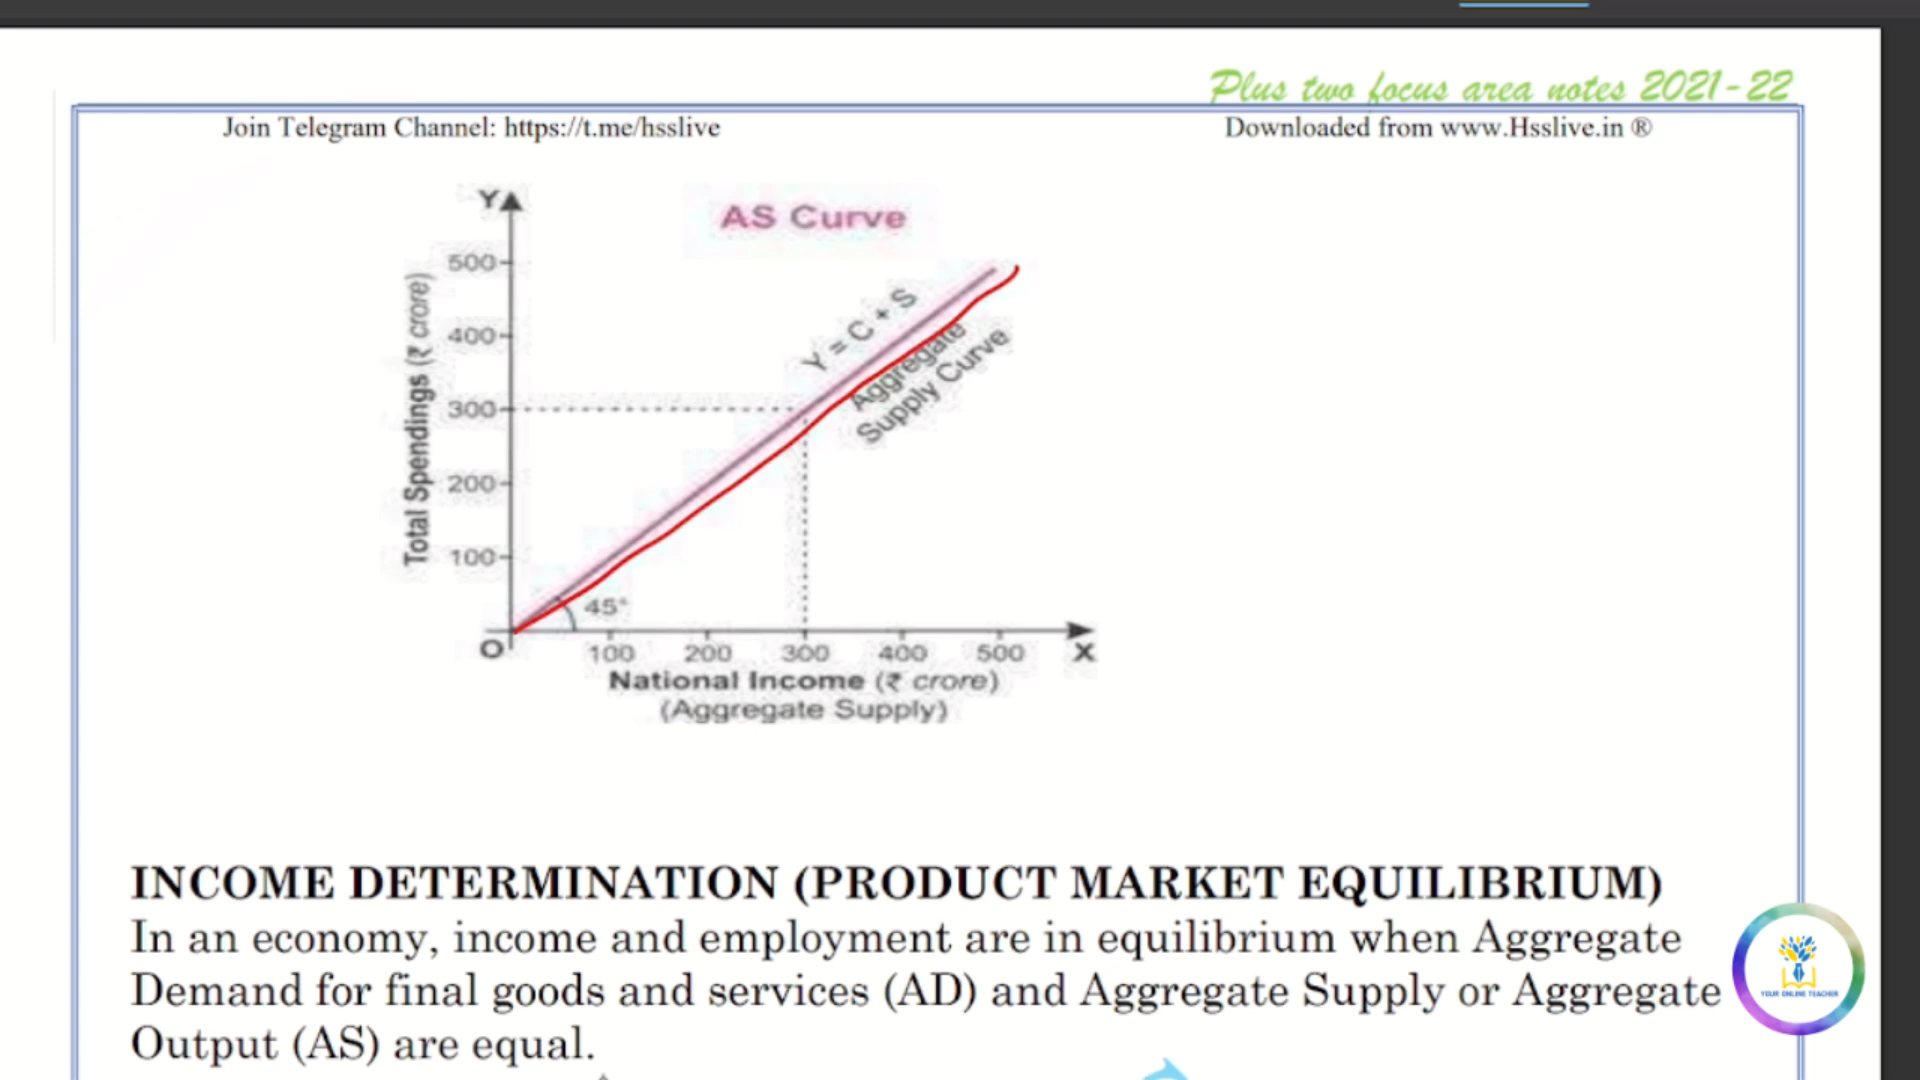 Plus two focus area notes 2021-22
Join Telegram Channel: https://t.me/hsslive
Downloaded from www.Hsslive.in ®
Y
AS Curve
500
400
300
200
100
Total Spendings (₹ crore)
Y = C + S
Aggregate
Supply Curve
45°
O
100 200 300 400 500 X
National Income (₹ crore)
(Aggregate Supply)
INCOME DETERMINATION (PRODUCT MARKET EQUILIBRIUM)
In an economy, income and employment are in equilibrium when Aggregate
Demand for final goods and services (AD) and Aggregate Supply or Aggregate
Output (AS) are equal.
YOUR ONLINE TEACHER